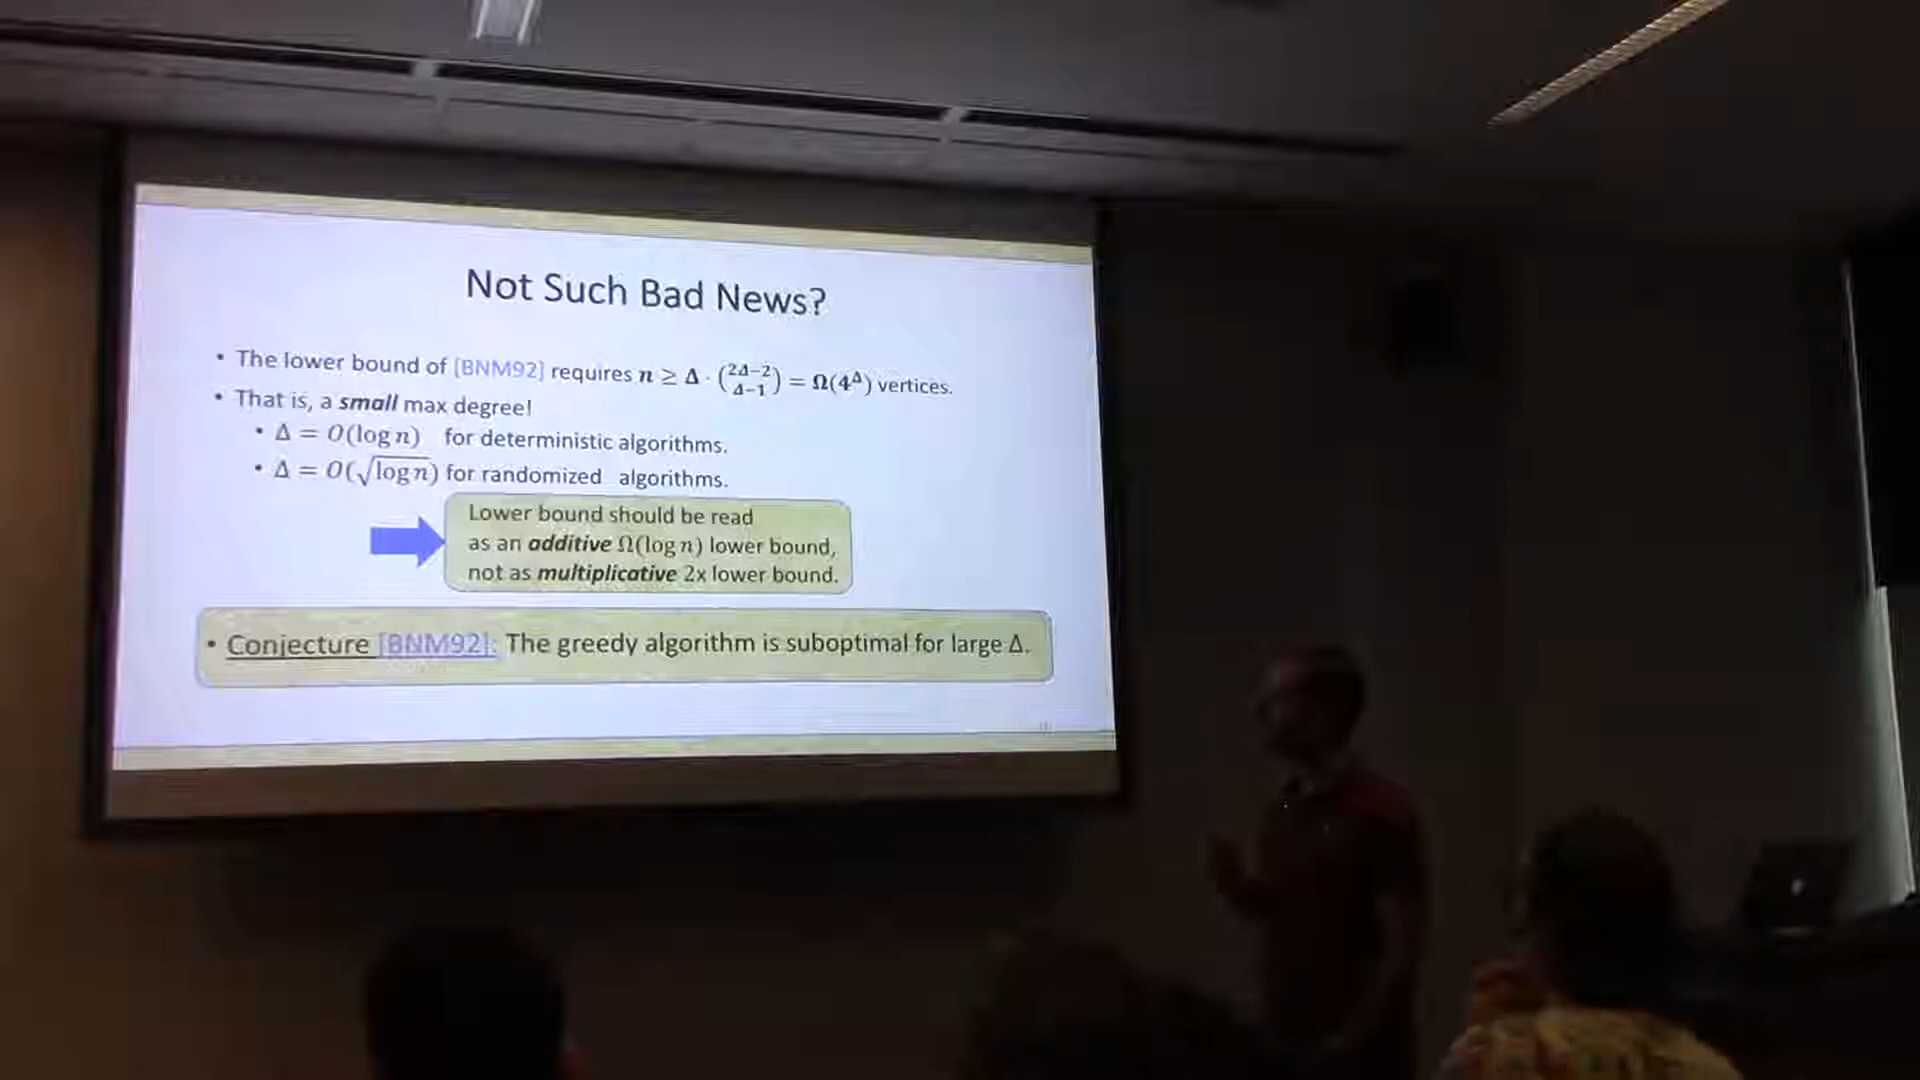 Not Such Bad News?
• The lower bound of [BNM92] requires n ≥ Δ · (2Δ−2 Δ−1) = Ω(4^Δ) vertices.
• That is, a small max degree!
• Δ = O(log n) for deterministic algorithms.
• Δ = O(√log n) for randomized algorithms.
Lower bound should be read
as an additive Ω(log n) lower bound,
not as multiplicative 2x lower bound.
• Conjecture [BNM92]: The greedy algorithm is suboptimal for large Δ.